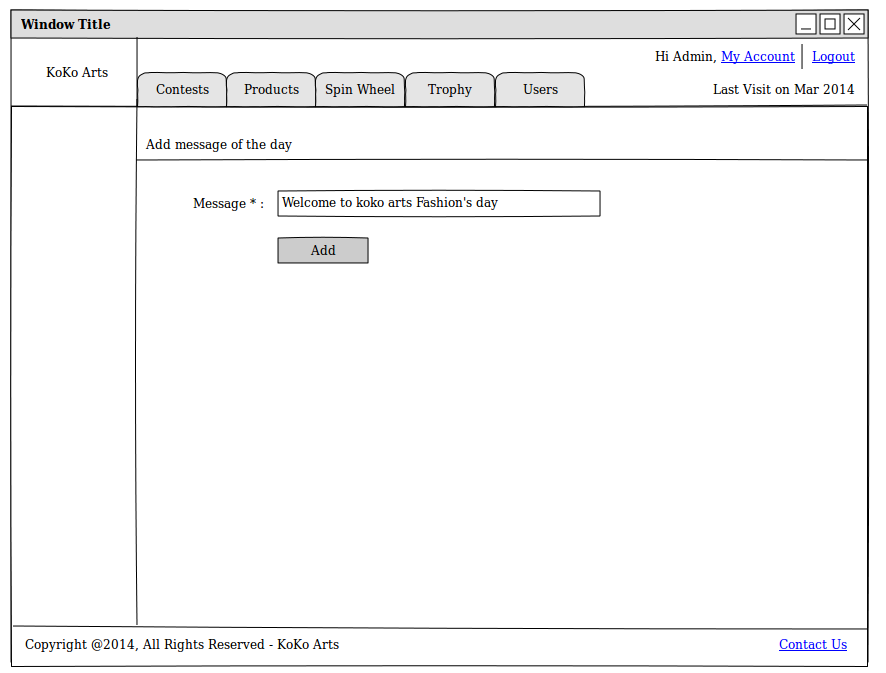 Window Title
Hi Admin, My Account Logout
KoKo Arts
Contests Products Spin Wheel Trophy Users Last Visit on Mar 2014
Add message of the day
Message * : Welcome to koko arts Fashion's day
Add
Copyright @2014, All Rights Reserved - KoKo Arts Contact Us